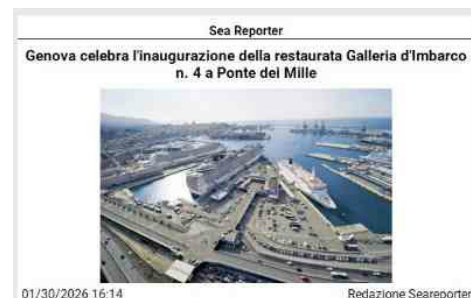 Sea Reporter
Genova celebra l'inaugurazione della restaurata Galleria d'Imbarco
n. 4 a Ponte dei Mille
01/30/2026 16:14
Redazione Seareporter